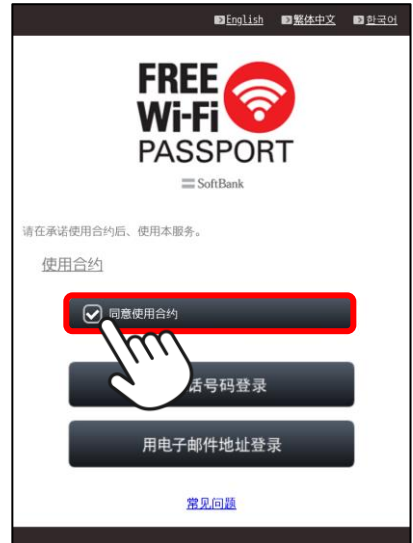 English 繁体中文 한국어
FREE
Wi-Fi
PASSPORT
SoftBank
请在承诺使用合约后、使用本服务。
使用合约
同意使用合约
话号码登录
用电子邮件地址登录
常见问题